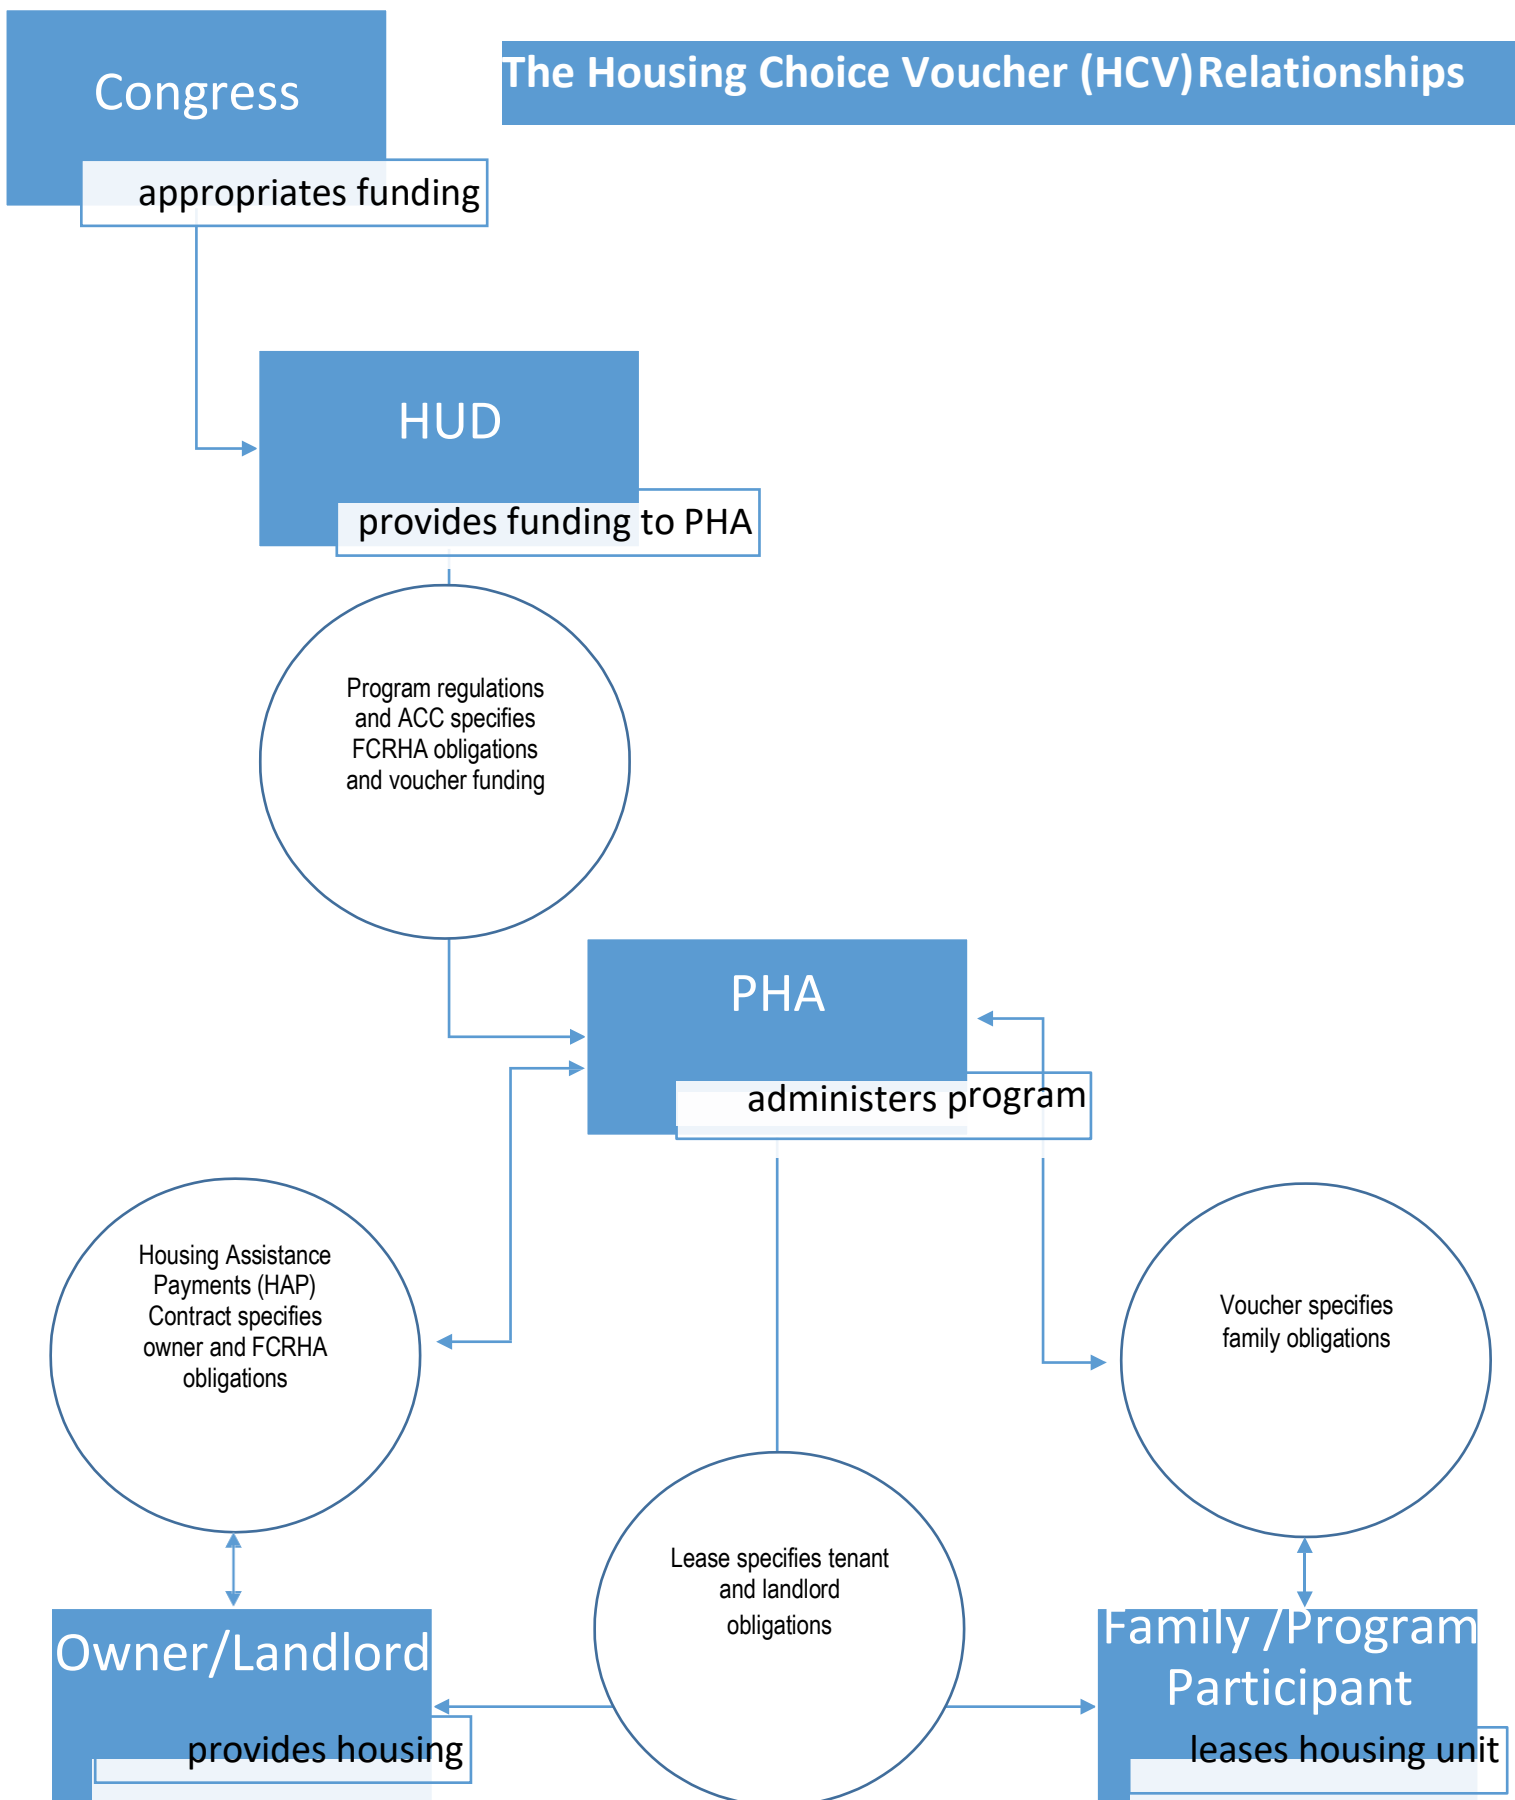 The Housing Choice Voucher (HCV) Relationships
Congress
appropriates funding
HUD
provides funding to PHA
Program regulations
and ACC specifies
FCRHA obligations
and voucher funding
PHA
administers program
Housing Assistance
Payments (HAP)
Contract specifies
owner and FCRHA
obligations
Voucher specifies
family obligations
Lease specifies tenant
and landlord
obligations
Owner/Landlord
provides housing
Family /Program
Participant
leases housing unit